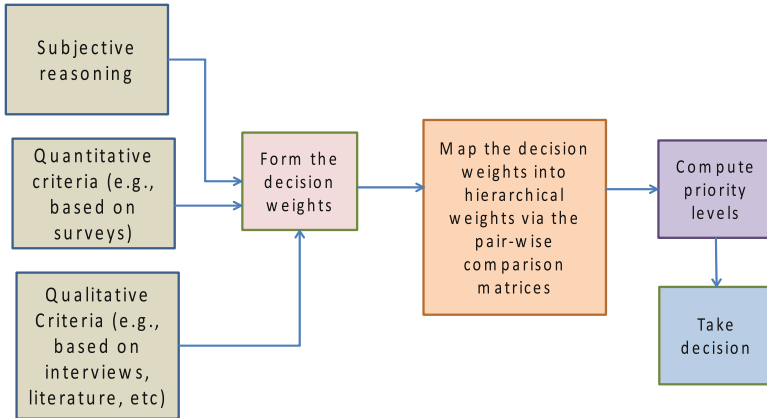 Subjective
reasoning
Quantitative
criteria (e.g.,
based on
surveys)
Qualitative
Criteria (e.g.,
based on
interviews,
literature, etc)
Form the
decision
weights
Map the decision
weights into
hierarchical
weights via the
pair-wise
comparison
matrices
Compute
priority
levels
Take
decision